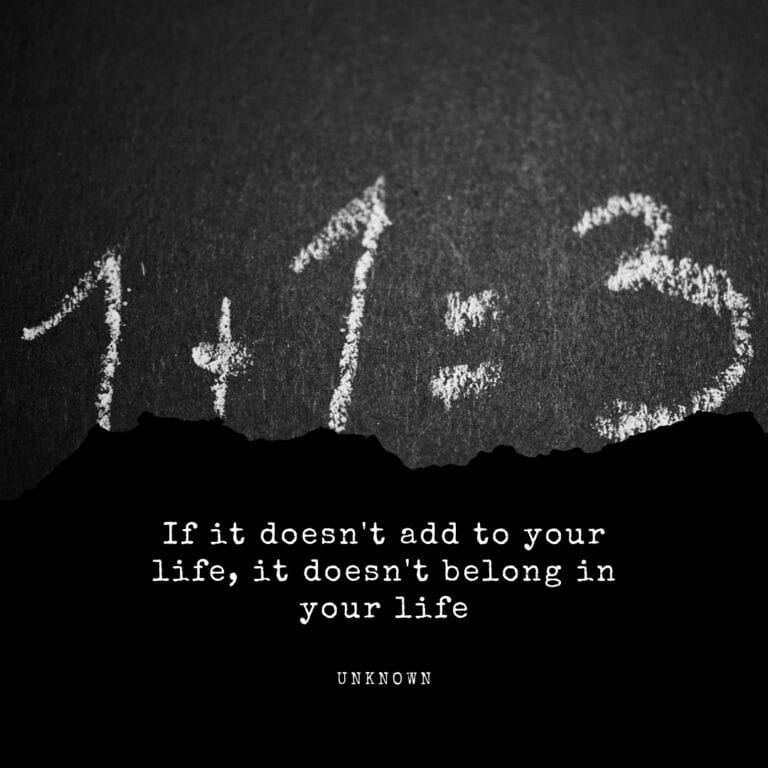 1+1=3
If it doesn't add to your
life, it doesn't belong in
your life
UNKNOWN